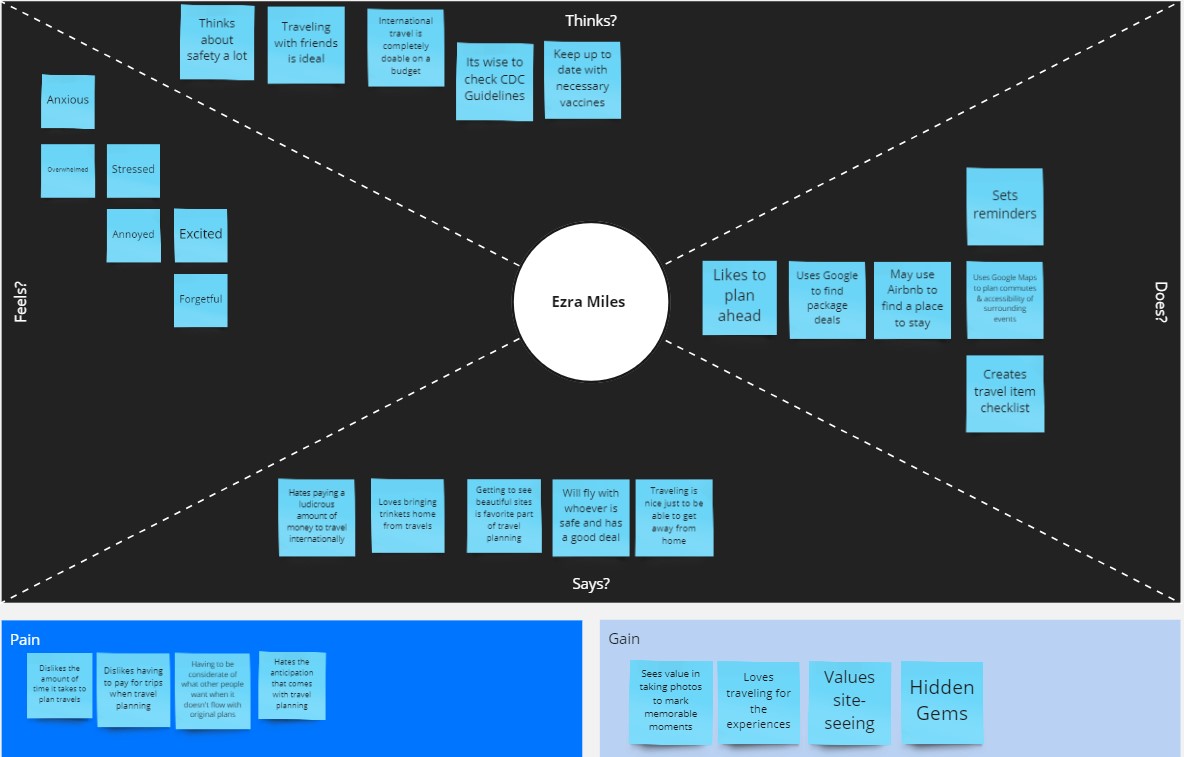 Thinks?
Thinks
about
safety a lot
Traveling
with friends
is ideal
International
travel is
completely
doable on a
budget
Its wise to
check CDC
Guidelines
Keep up to
date with
necessary
vaccines
Feels?
Anxious
Overwhelmed
Stressed
Annoyed
Excited
Forgetful
Ezra Miles
Does?
Sets
reminders
Likes to
plan
ahead
Uses Google
to find
package
deals
May use
Airbnb to
find a place
to stay
Uses Google Maps
to plan commutes
& accessibility of
surrounding
events
Creates
travel item
checklist
Hates paying a
ludicrous
amount of
money to travel
internationally
Loves bringing
trinkets home
from travels
Getting to see
beautiful sites
is favorite part
of travel
planning
Will fly with
whoever is
safe and has
a good deal
Traveling is
nice just to be
able to get
away from
home
Says?
Pain
Dislikes the
amount of
time it takes to
plan travels
Dislikes having
to pay for trips
when travel
planning
Having to be
considerate of
what other people
want when it
doesn't flow with
original plans
Hates the
anticipation
that comes
with travel
planning
Gain
Sees value in
taking photos
to mark
memorable
moments
Loves
traveling for
the
experiences
Values
site-
seeing
Hidden
Gems